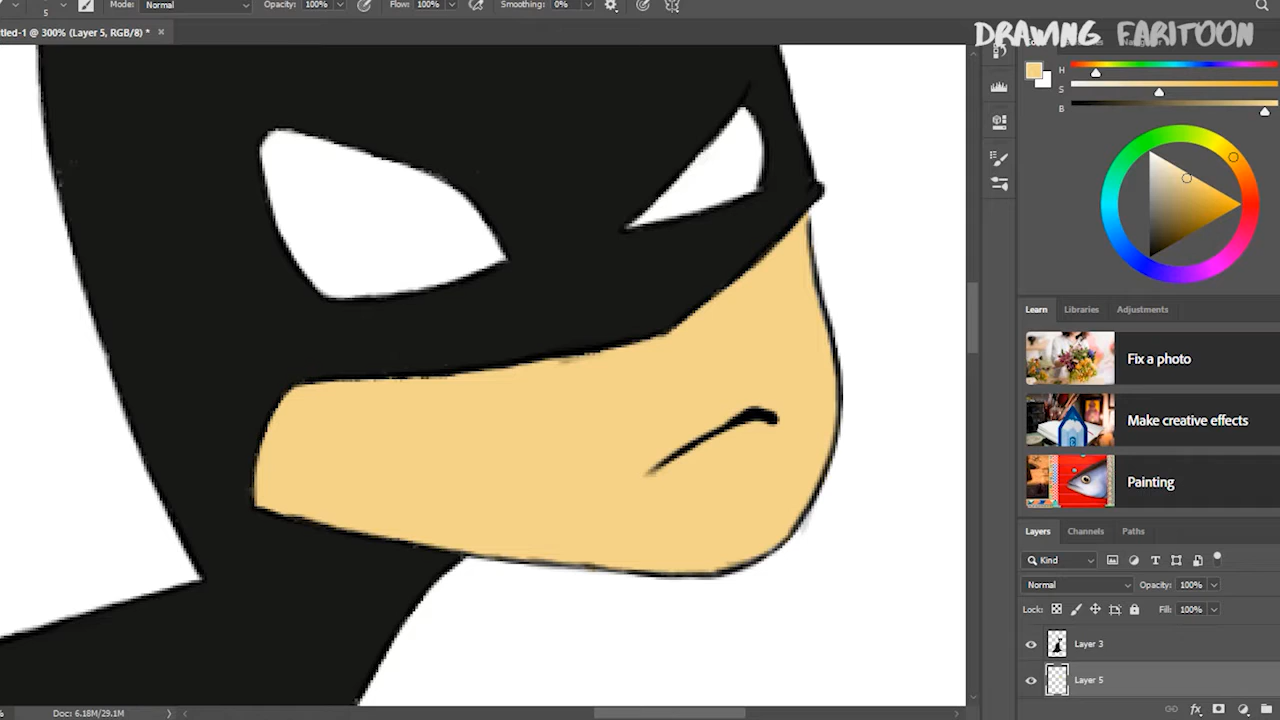 5 Mode: Normal Opacity: 100% Flow: 100% Smoothing: 0%
tled-1 @ 300% (Layer 5, RGB/8) *
DRAWING FARITOON
H
S
B
Learn Libraries Adjustments
Fix a photo
Make creative effects
Painting
Layers Channels Paths
Kind
Normal Opacity: 100%
Lock: Fill: 100%
Layer 3
Layer 5
% Doc: 6.18M/29.1M
fx